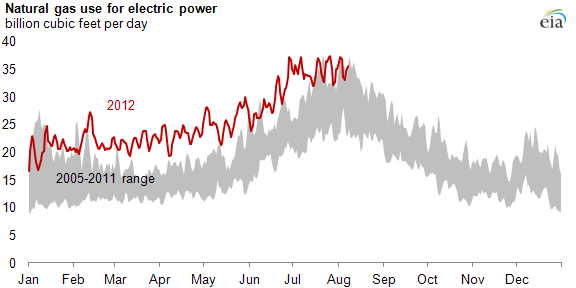 Natural gas use for electric power
billion cubic feet per day
eia
40
35
30
25
20
15
10
5
0
2012
2005-2011 range
Jan Feb Mar Apr May Jun Jul Aug Sep Oct Nov Dec